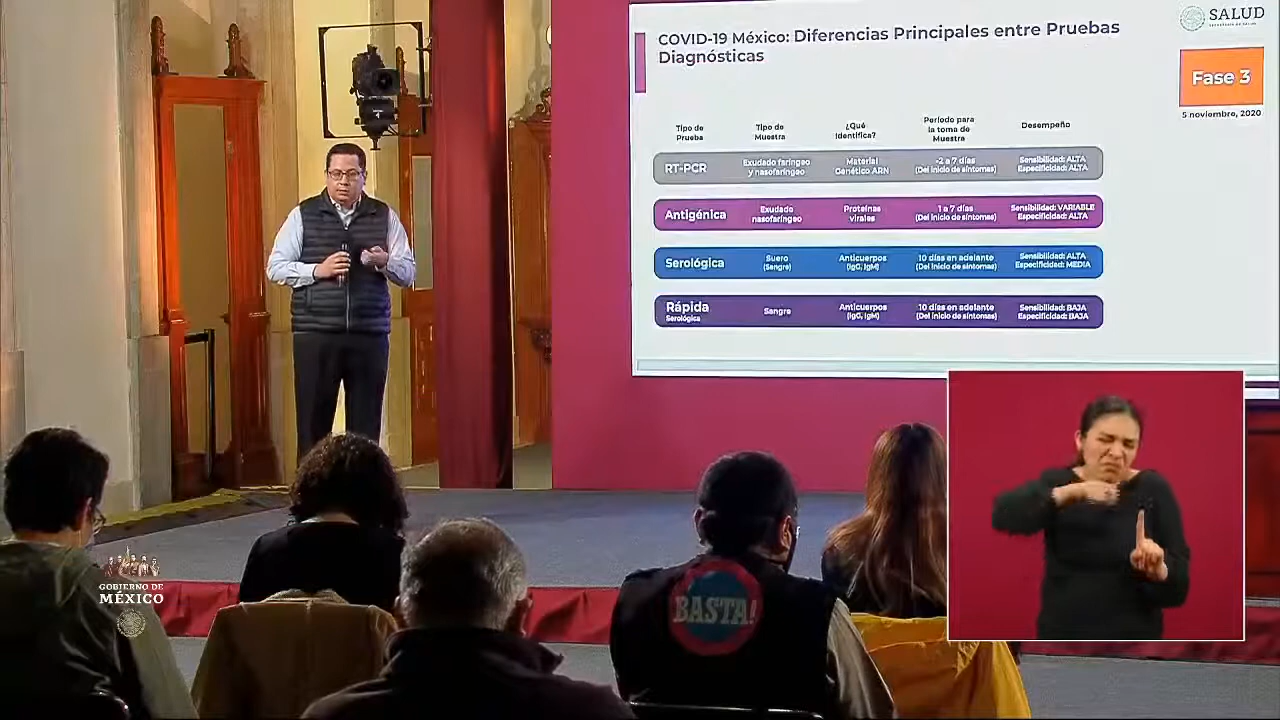 COVID-19 México: Diferencias Principales entre Pruebas
Diagnósticas
SALUD
Fase 3
5 noviembre, 2020
Tipo de
Prueba
Tipo de
Muestra
¿Qué
Identifica?
Periodo para
la toma de
Muestra
Desempeño
RT-PCR
Exudado faríngeo
y nasofaríngeo
Material
Genético ARN
-2 a 7 días
(Del inicio de síntomas)
Sensibilidad: ALTA
Especificidad: ALTA
Antigénica
Exudado
nasofaríngeo
Proteínas
virales
1 a 7 días
(Del inicio de síntomas)
Sensibilidad: VARIABLE
Especificidad: ALTA
Serológica
Suero
(Sangre)
Anticuerpos
(IgG, IgM)
10 días en adelante
(Del inicio de síntomas)
Sensibilidad: ALTA
Especificidad: MEDIA
Rápida
Serológica
Sangre
Anticuerpos
(IgG, IgM)
10 días en adelante
(Del inicio de síntomas)
Sensibilidad: BAJA
Especificidad: BAJA
BASTA!
GOBIERNO DE
MÉXICO